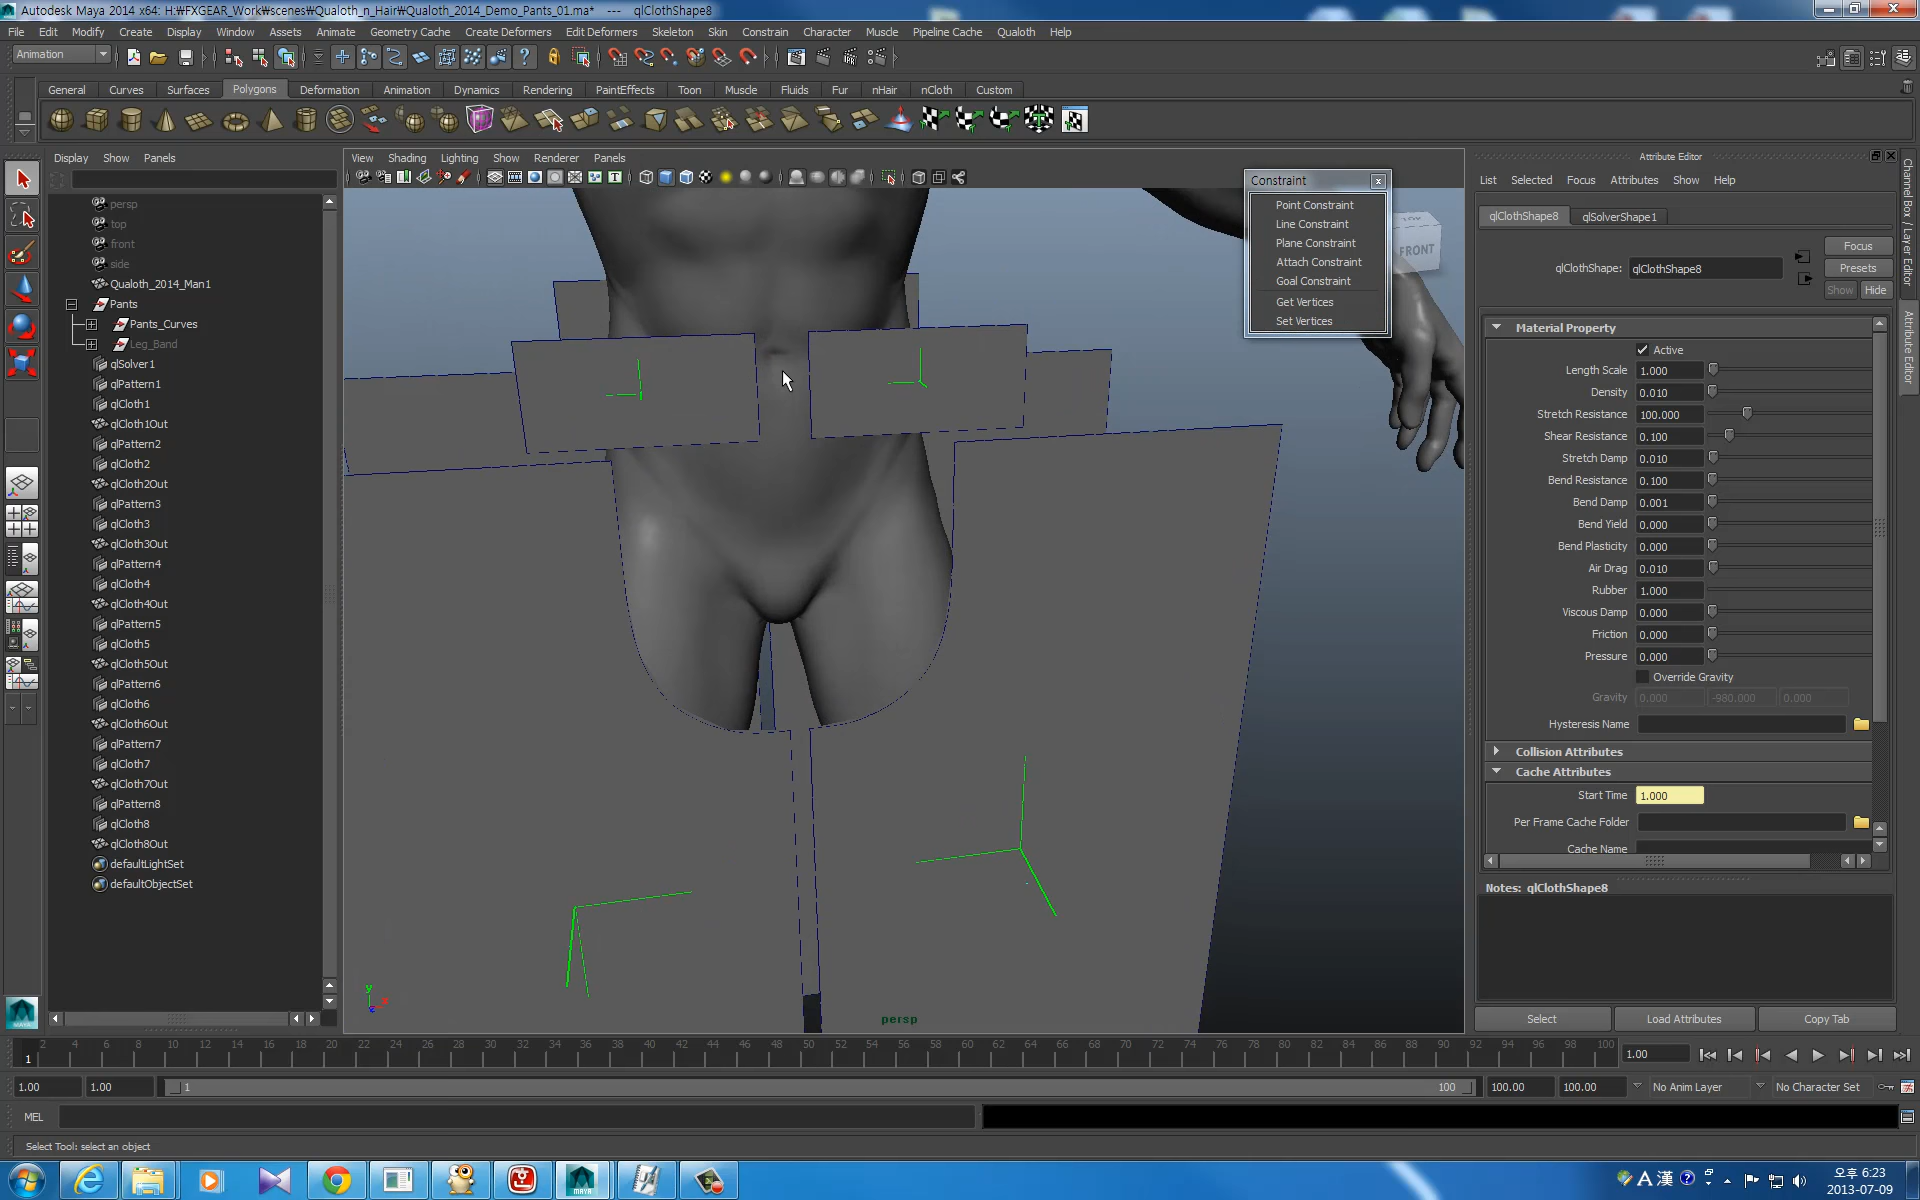 Autodesk Maya 2014 x64: H:₩FXGEAR_Work₩scenes₩Qualoth_n_Hair₩Qualoth_2014_Demo_Pants_01.ma*   ---   qlClothShape8
File Edit Modify Create Display Window Assets Animate Geometry Cache Create Deformers Edit Deformers Skeleton Skin Constrain Character Muscle Pipeline Cache Qualoth Help
Animation
General Curves Surfaces Polygons Deformation Animation Dynamics Rendering PaintEffects Toon Muscle Fluids Fur nHair nCloth Custom
Display Show Panels
persp
top
front
side
Qualoth_2014_Man1
Pants
Pants_Curves
Leg_Band
qlSolver1
qlPattern1
qlCloth1
qlCloth1Out
qlPattern2
qlCloth2
qlCloth2Out
qlPattern3
qlCloth3
qlCloth3Out
qlPattern4
qlCloth4
qlCloth4Out
qlPattern5
qlCloth5
qlCloth5Out
qlPattern6
qlCloth6
qlCloth6Out
qlPattern7
qlCloth7
qlCloth7Out
qlPattern8
qlCloth8
qlCloth8Out
defaultLightSet
defaultObjectSet
View Shading Lighting Show Renderer Panels
Constraint
Point Constraint
Line Constraint
Plane Constraint
Attach Constraint
Goal Constraint
Get Vertices
Set Vertices
FRONT
y
persp
Attribute Editor
List Selected Focus Attributes Show Help
qlClothShape8 qlSolverShape1
qlClothShape: qlClothShape8
Focus
Presets
Show Hide
Material Property
Active
Length Scale 1.000
Density 0.010
Stretch Resistance 100.000
Shear Resistance 0.100
Stretch Damp 0.010
Bend Resistance 0.100
Bend Damp 0.001
Bend Yield 0.000
Bend Plasticity 0.000
Air Drag 0.010
Rubber 1.000
Viscous Damp 0.000
Friction 0.000
Pressure 0.000
Override Gravity
Gravity 0.000 -980.000 0.000
Hysteresis Name
Collision Attributes
Cache Attributes
Start Time 1.000
Per Frame Cache Folder
Cache Name
Notes: qlClothShape8
Select Load Attributes Copy Tab
Channel Box / Layer Editor
Attribute Editor
1 2 4 6 8 10 12 14 16 18 20 22 24 26 28 30 32 34 36 38 40 42 44 46 48 50 52 54 56 58 60 62 64 66 68 70 72 74 76 78 80 82 84 86 88 90 92 94 96 98 100
1.00
1.00 1.00 1 100 100.00 100.00 No Anim Layer No Character Set
MEL
Select Tool: select an object
A 漢
오후 6:23
2013-07-09